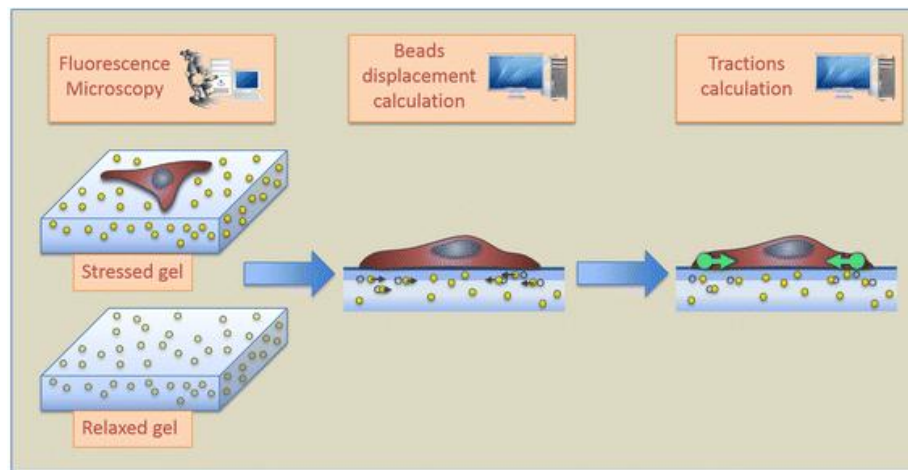 Fluorescence
Microscopy
Beads
displacement
calculation
Tractions
calculation
Stressed gel
Relaxed gel